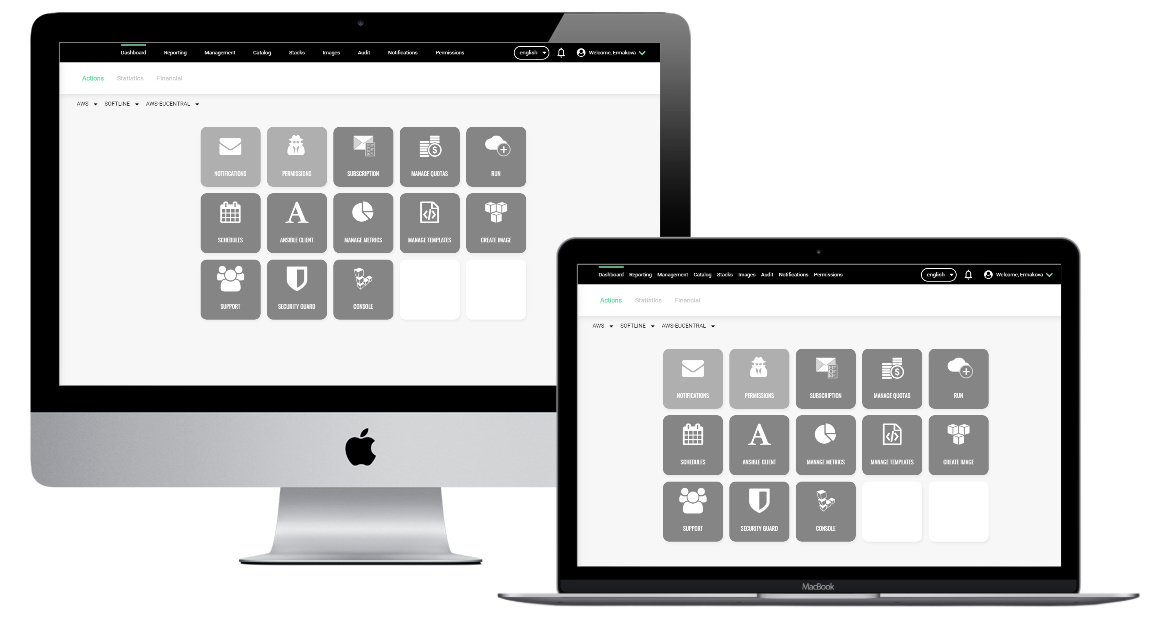 Dashboard Reporting Management Catalog Stacks Images Audit Notifications Permissions english Welcome, Ermakova
Actions Statistics Financial
AWS SOFTLINE AWS-EUCENTRAL
NOTIFICATIONS PERMISSIONS SUBSCRIPTION MANAGE QUOTAS RUN
SCHEDULES ANSIBLE CLIENT MANAGE METRICS MANAGE TEMPLATES CREATE IMAGE
SUPPORT SECURITY GUARD CONSOLE
Dashboard Reporting Management Catalog Stacks Images Audit Notifications Permissions english Welcome, Ermakova
Actions Statistics Financial
AWS SOFTLINE AWS-EUCENTRAL
NOTIFICATIONS PERMISSIONS SUBSCRIPTION MANAGE QUOTAS RUN
SCHEDULES ANSIBLE CLIENT MANAGE METRICS MANAGE TEMPLATES CREATE IMAGE
SUPPORT SECURITY GUARD CONSOLE
MacBook